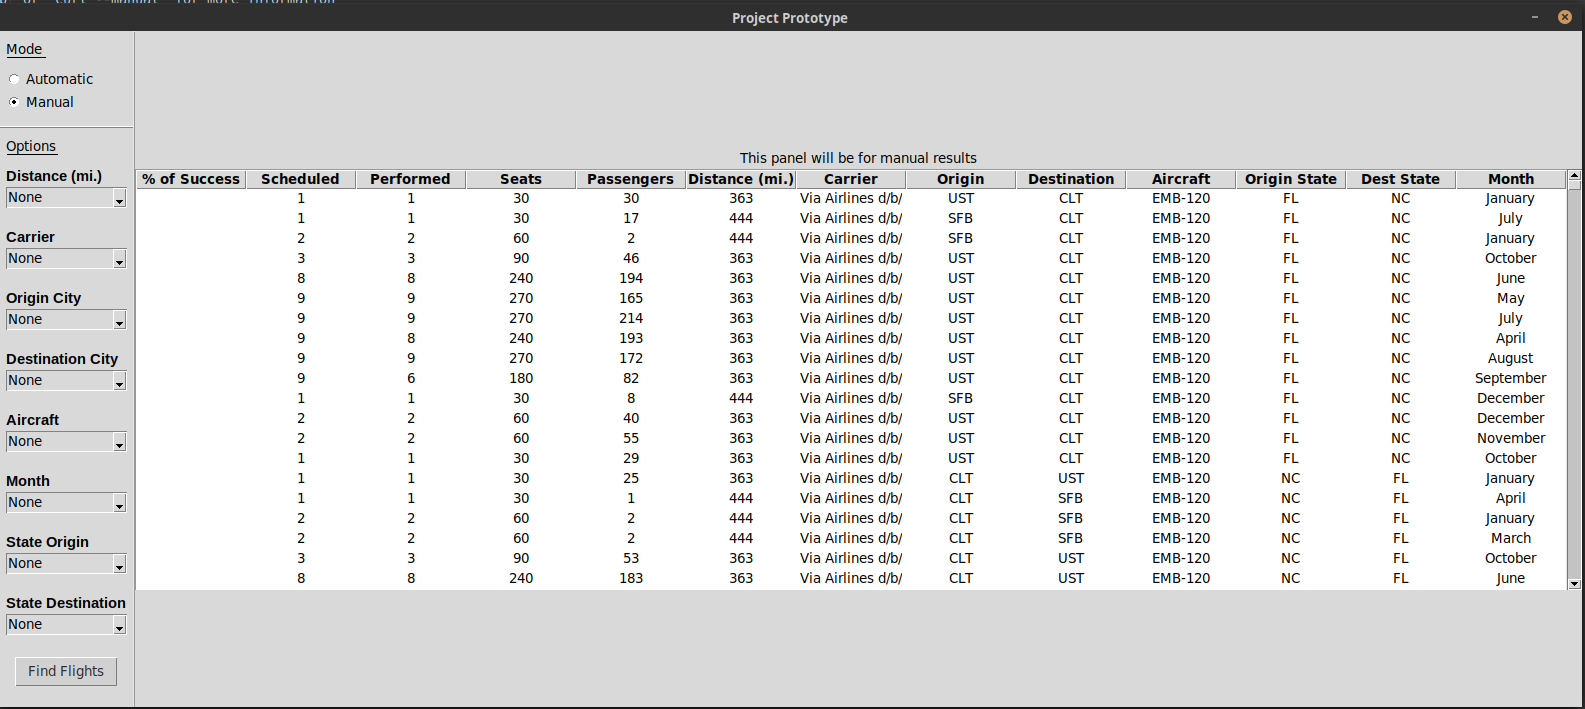 Project Prototype
Mode
Automatic
Manual
Options
Distance (mi.)
None
Carrier
None
Origin City
None
Destination City
None
Aircraft
None
Month
None
State Origin
None
State Destination
None
Find Flights
This panel will be for manual results
% of Success Scheduled Performed Seats Passengers Distance (mi.) Carrier Origin Destination Aircraft Origin State Dest State Month
1 1 30 30 363 Via Airlines d/b/ UST CLT EMB-120 FL NC January
1 1 30 17 444 Via Airlines d/b/ SFB CLT EMB-120 FL NC July
2 2 60 2 444 Via Airlines d/b/ SFB CLT EMB-120 FL NC January
3 3 90 46 363 Via Airlines d/b/ UST CLT EMB-120 FL NC October
8 8 240 194 363 Via Airlines d/b/ UST CLT EMB-120 FL NC June
9 9 270 165 363 Via Airlines d/b/ UST CLT EMB-120 FL NC May
9 9 270 214 363 Via Airlines d/b/ UST CLT EMB-120 FL NC July
9 8 240 193 363 Via Airlines d/b/ UST CLT EMB-120 FL NC April
9 9 270 172 363 Via Airlines d/b/ UST CLT EMB-120 FL NC August
9 6 180 82 363 Via Airlines d/b/ UST CLT EMB-120 FL NC September
1 1 30 8 444 Via Airlines d/b/ SFB CLT EMB-120 FL NC December
2 2 60 40 363 Via Airlines d/b/ UST CLT EMB-120 FL NC December
2 2 60 55 363 Via Airlines d/b/ UST CLT EMB-120 FL NC November
1 1 30 29 363 Via Airlines d/b/ UST CLT EMB-120 FL NC October
1 1 30 25 363 Via Airlines d/b/ CLT UST EMB-120 NC FL January
1 1 30 1 444 Via Airlines d/b/ CLT SFB EMB-120 NC FL April
2 2 60 2 444 Via Airlines d/b/ CLT SFB EMB-120 NC FL January
2 2 60 2 444 Via Airlines d/b/ CLT SFB EMB-120 NC FL March
3 3 90 53 363 Via Airlines d/b/ CLT UST EMB-120 NC FL October
8 8 240 183 363 Via Airlines d/b/ CLT UST EMB-120 NC FL June